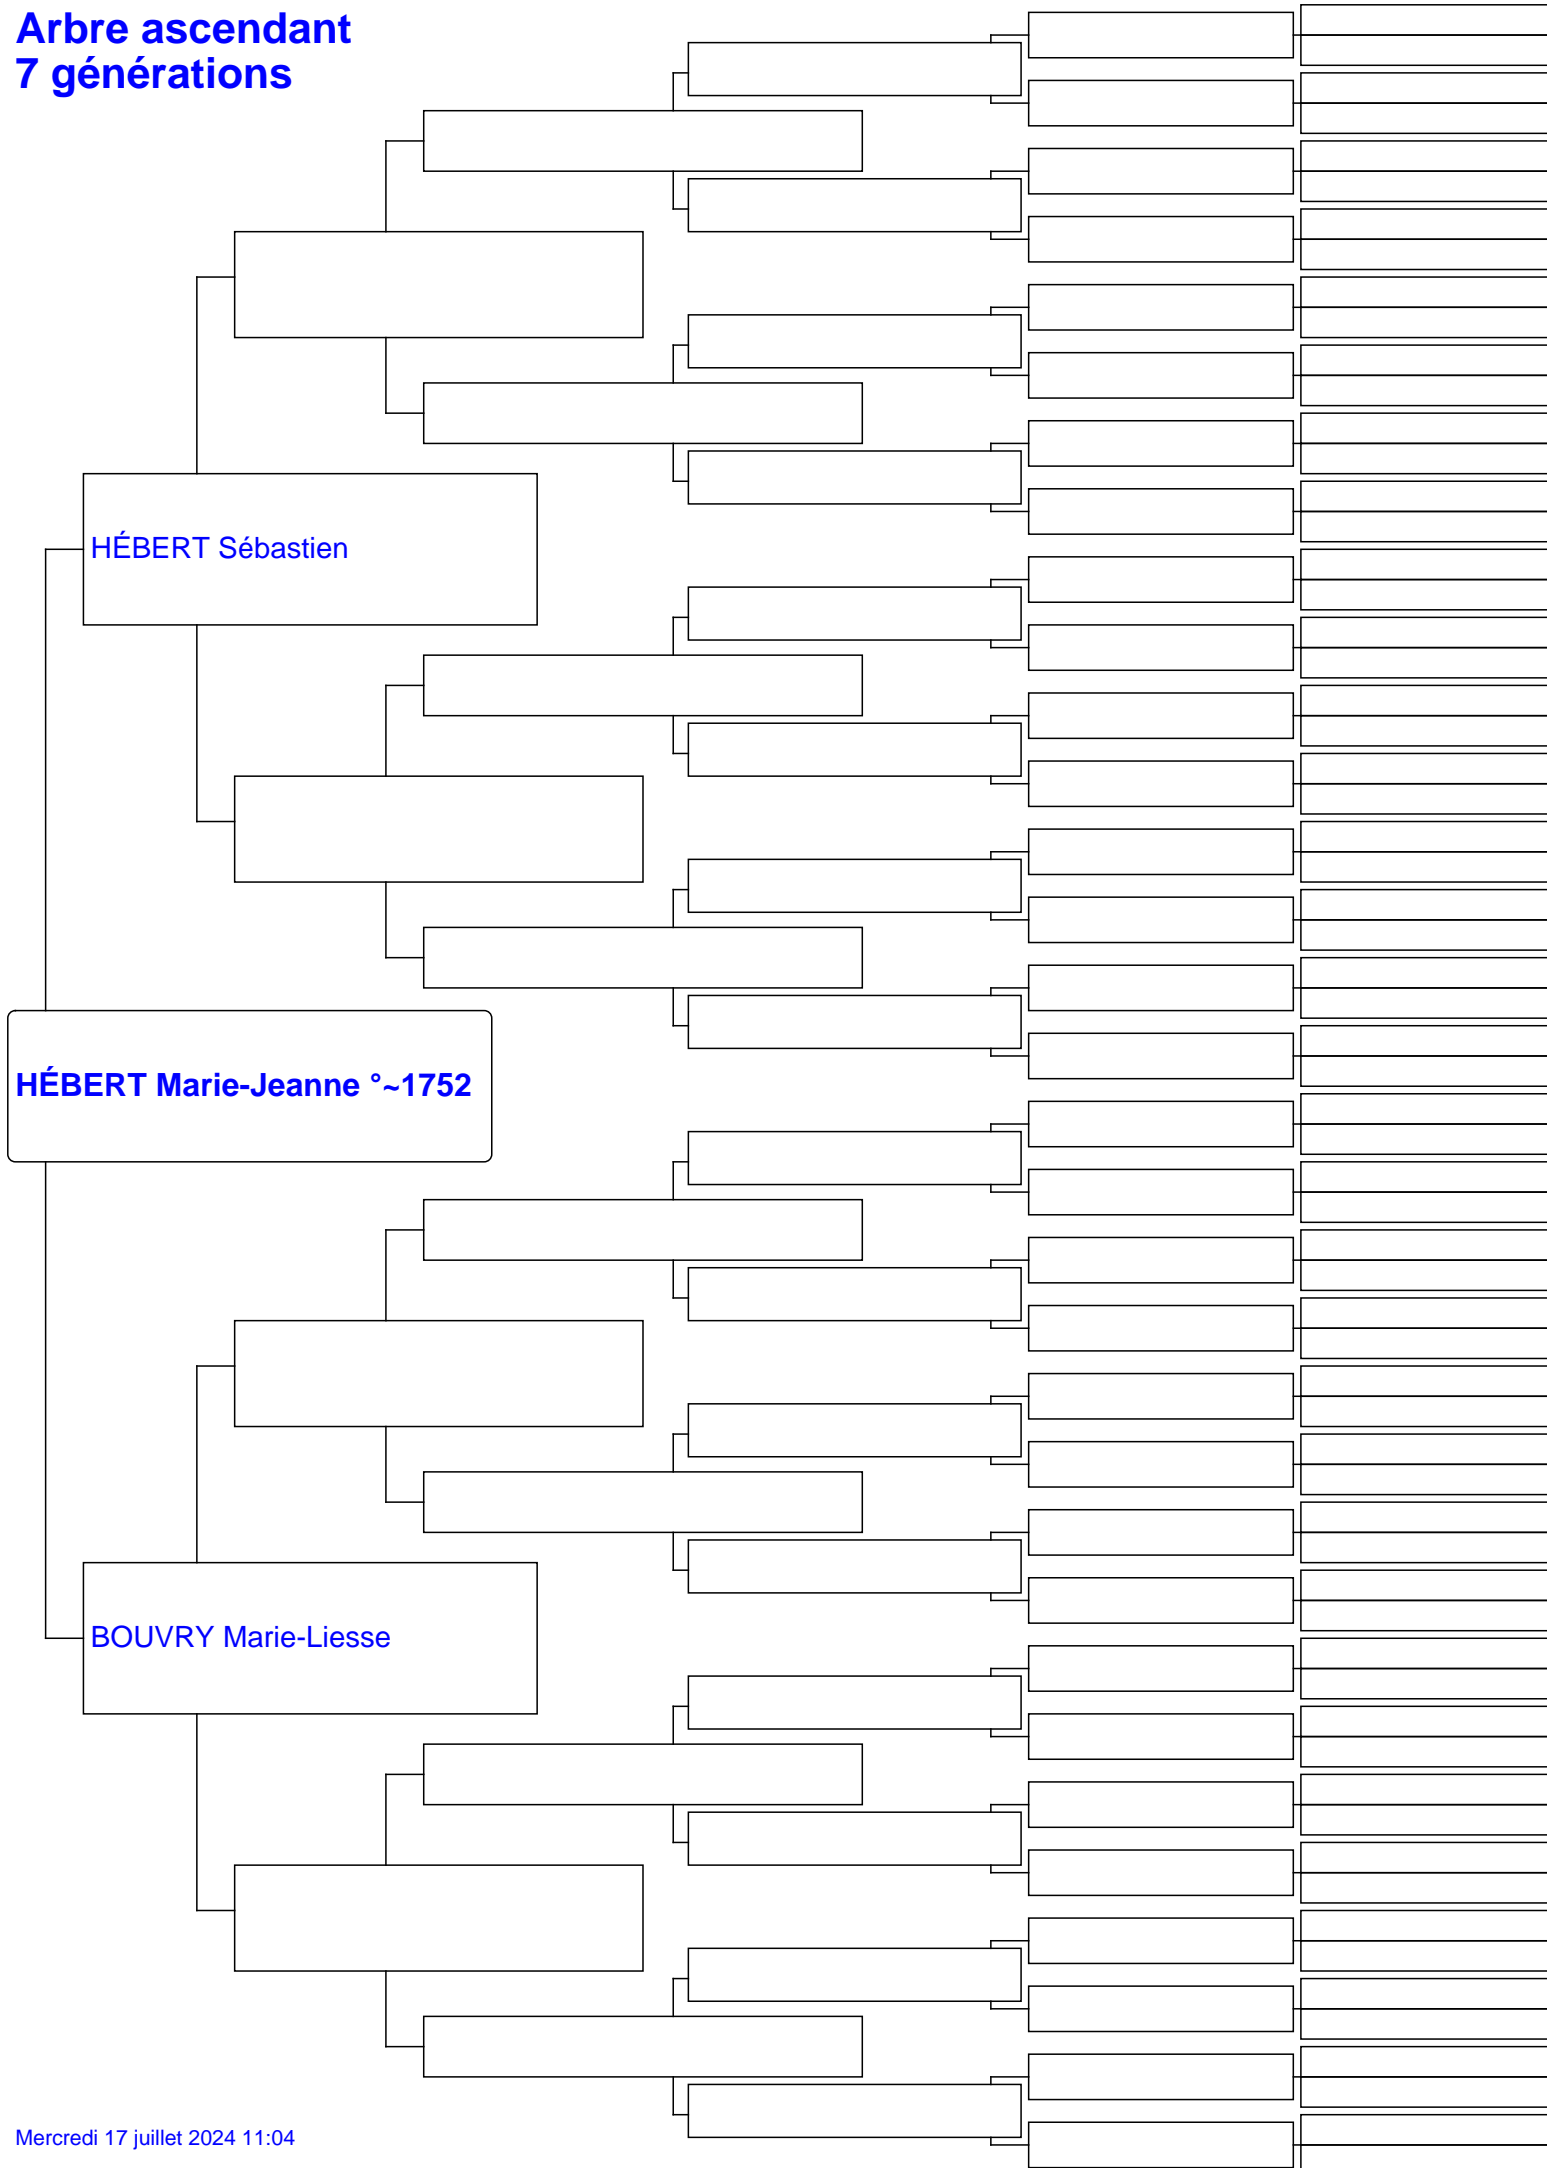 Arbre ascendant
7 générations
HÉBERT Sébastien
HÉBERT Marie-Jeanne °~1752
BOUVRY Marie-Liesse
Mercredi 17 juillet 2024 11:04